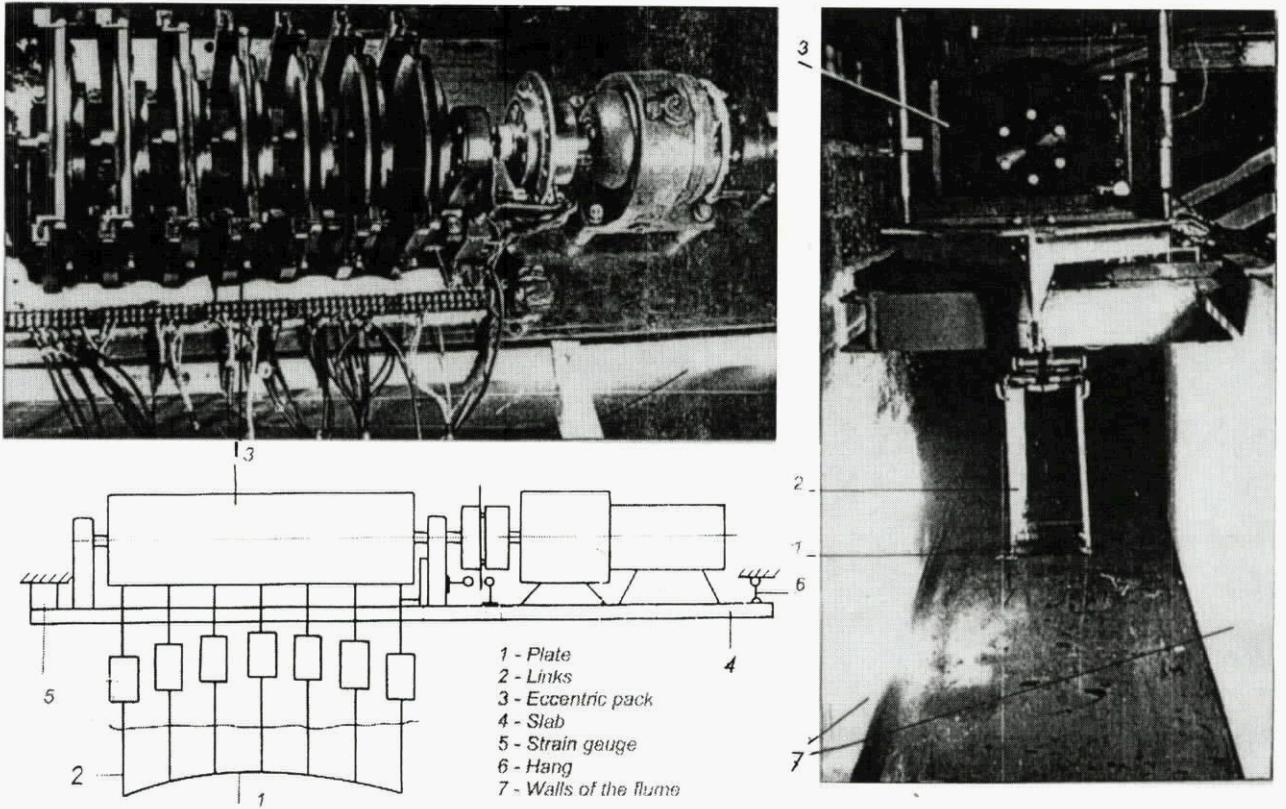 3
3
2
1
6
5
4
1 - Plate
2 - Links
3 - Eccentric pack
4 - Slab
5 - Strain gauge
6 - Hang
7 - Walls of the flume
2
1
7